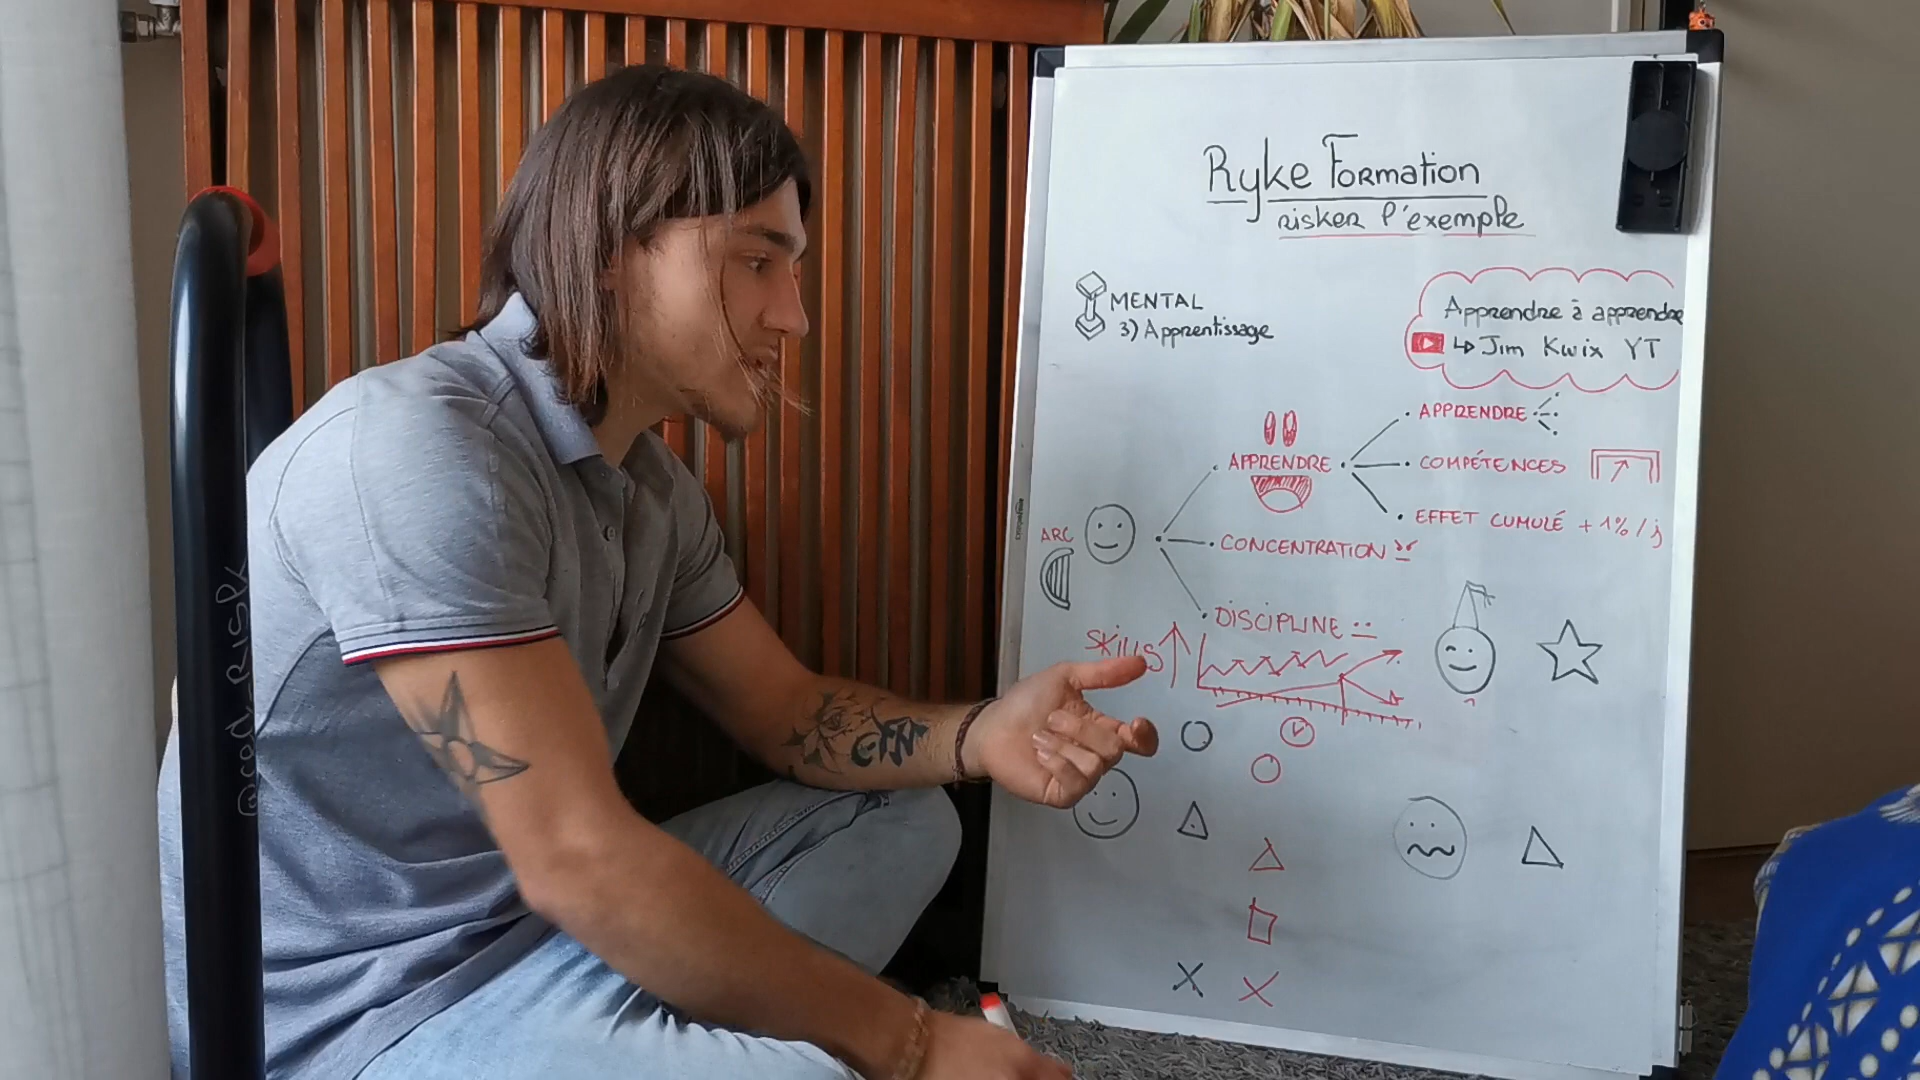 Ryke Formation
risker l'exemple
MENTAL
3) Apprentissage
Apprendre à apprendre
↳ Jim Kwix YT
APPRENDRE
APPRENDRE
COMPÉTENCES
EFFET CUMULÉ + 1% / j
ARC
CONCENTRATION
DISCIPLINE
SKILLS
@cool_Risk